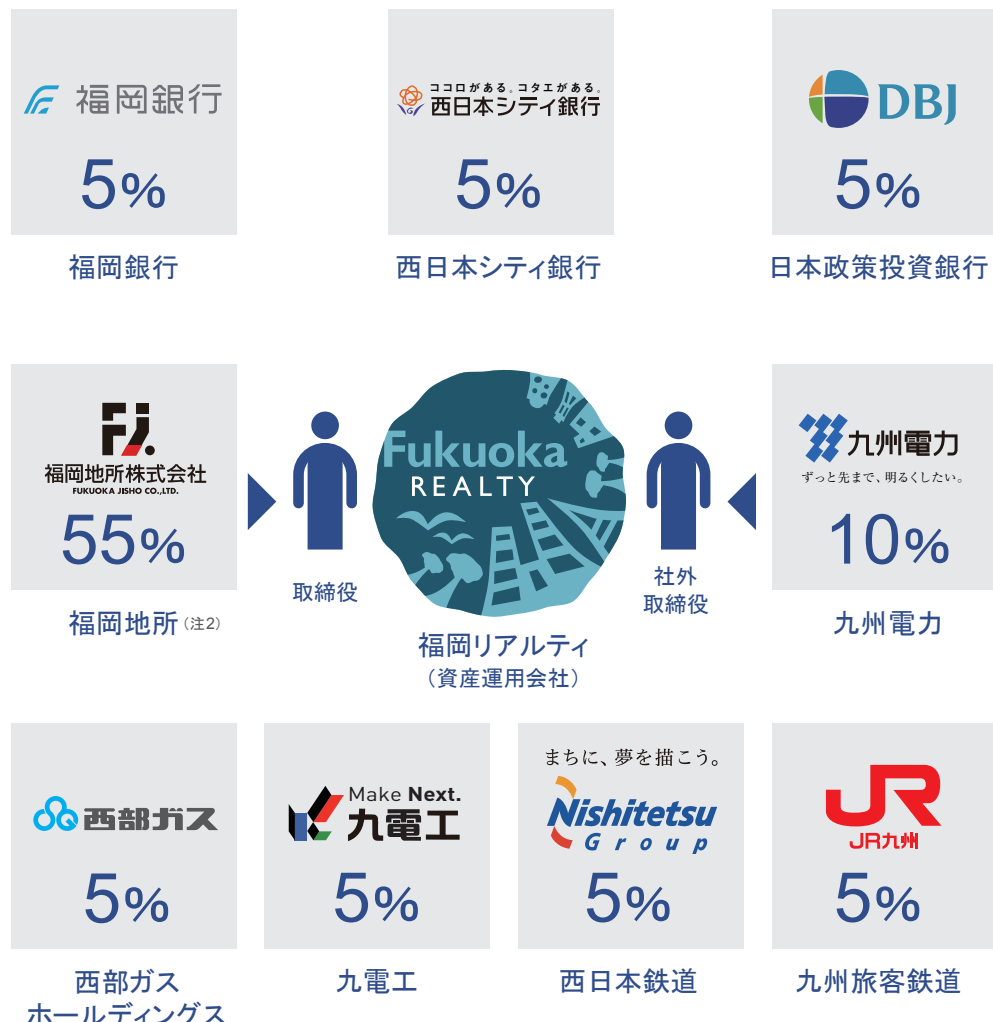 福岡銀行
5%
福岡銀行
ココロがある。コタエがある。
西日本シティ銀行
5%
西日本シティ銀行
DBJ
5%
日本政策投資銀行
FJ.
福岡地所株式会社
FUKUOKA JISHO CO.,LTD.
55%
福岡地所(注2)
取締役
Fukuoka
REALTY
福岡リアルティ
(資産運用会社)
社外
取締役
九州電力
ずっと先まで、明るくしたい。
10%
九州電力
西部ガス
5%
西部ガス
ホールディングス
Make Next.
九電工
5%
九電工
まちに、夢を描こう。
Nishitetsu
Group
5%
西日本鉄道
JR
JR九州
5%
九州旅客鉄道